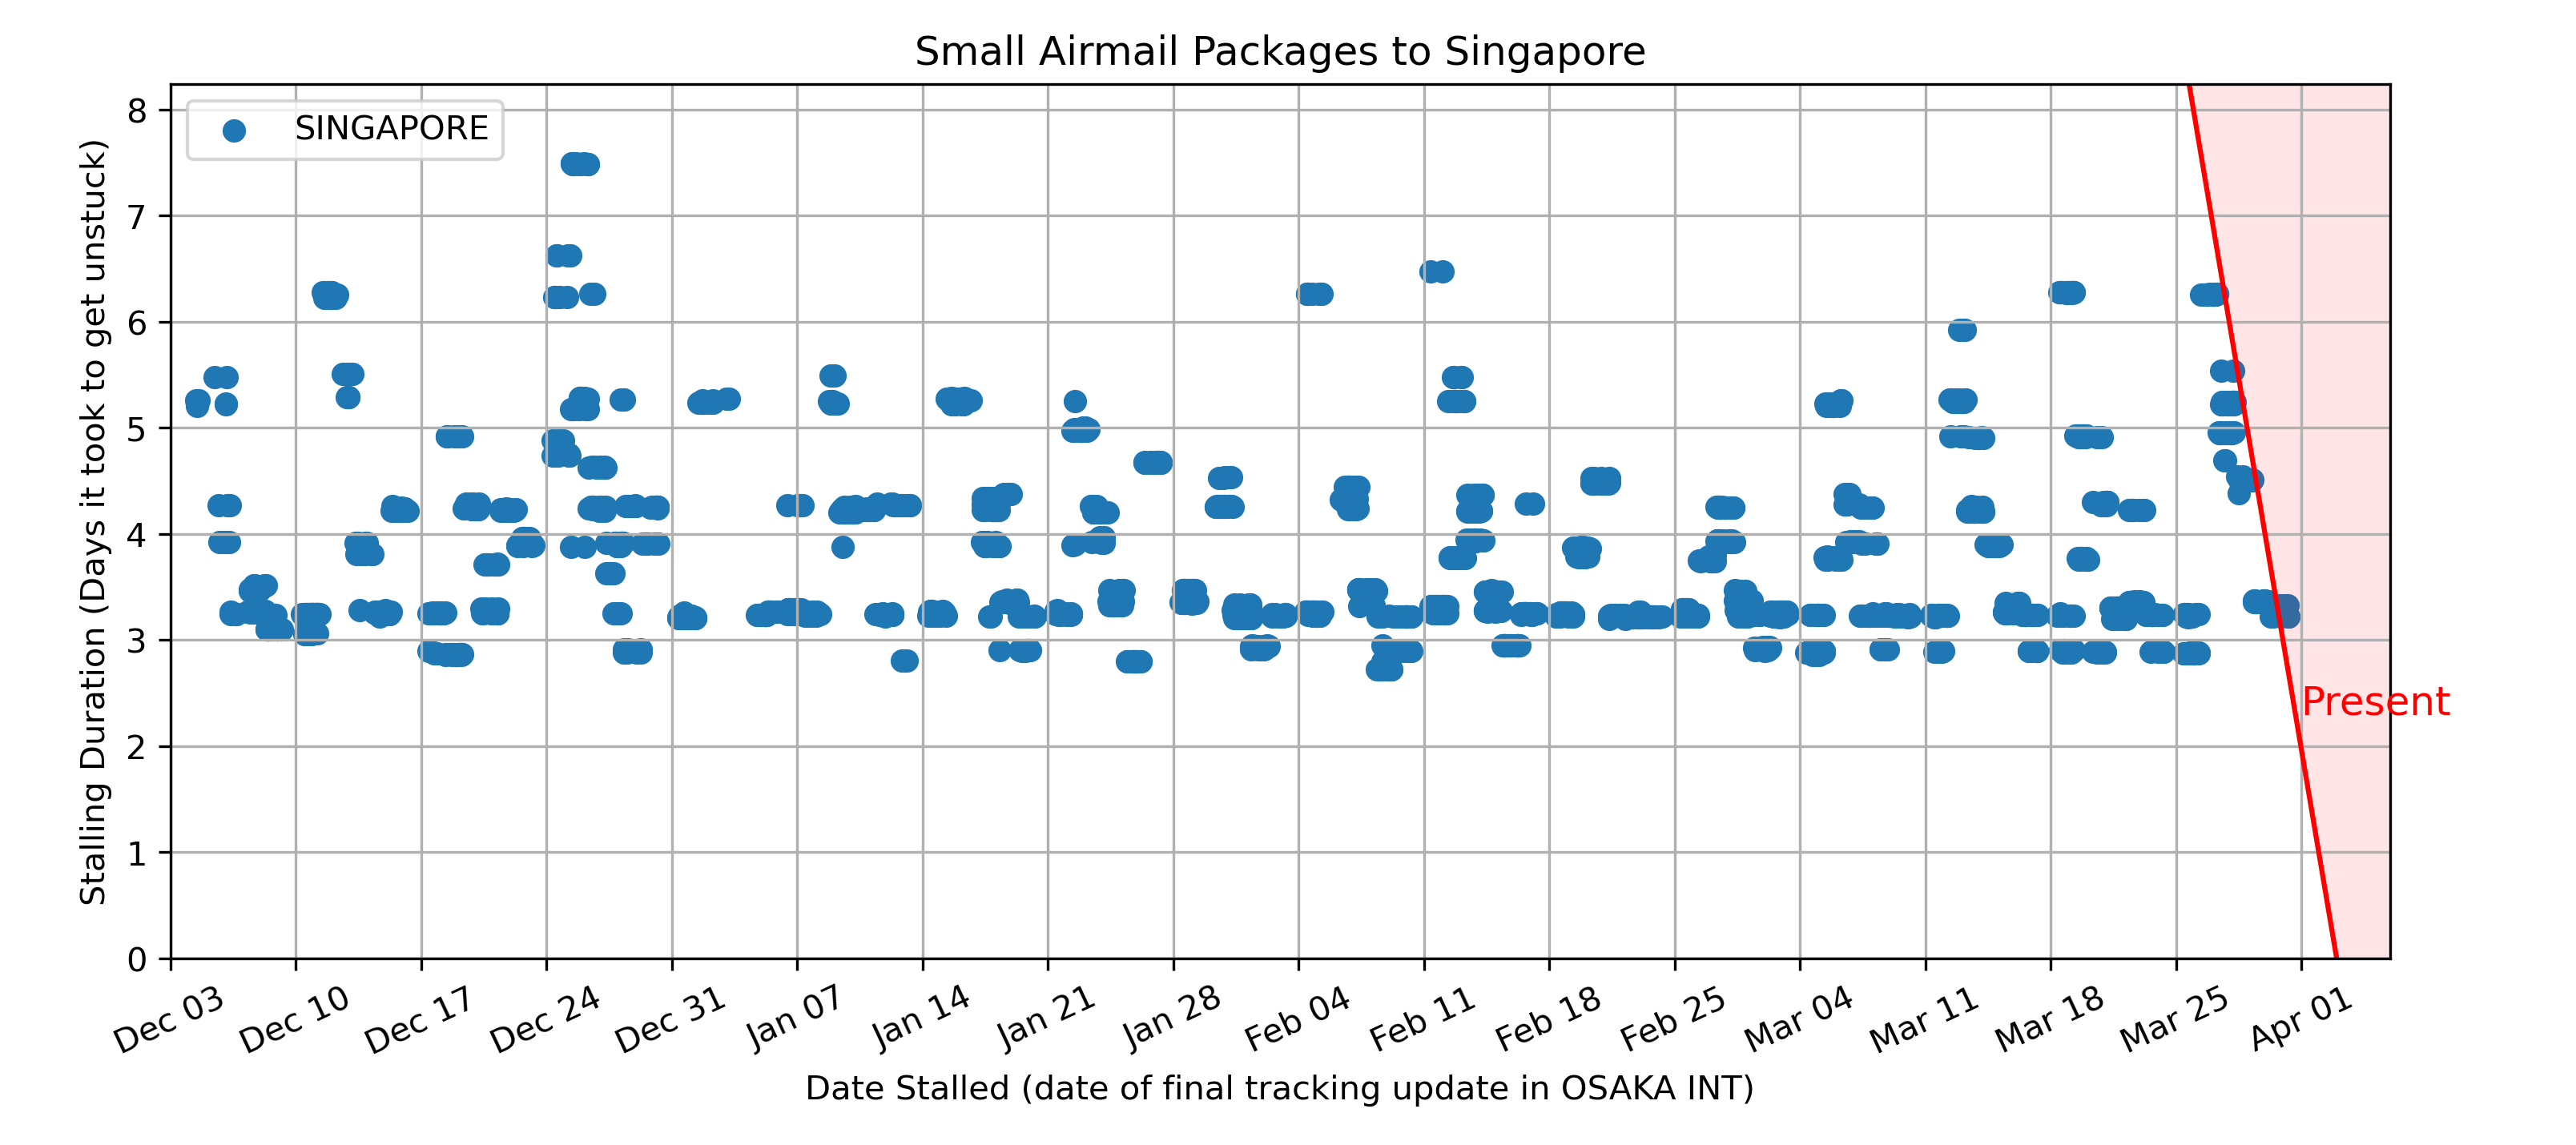 Small Airmail Packages to Singapore
SINGAPORE
Stalling Duration (Days it took to get unstuck)
8
7
6
5
4
3
2
1
0
Present
Dec 03
Dec 10
Dec 17
Dec 24
Dec 31
Jan 07
Jan 14
Jan 21
Jan 28
Feb 04
Feb 11
Feb 18
Feb 25
Mar 04
Mar 11
Mar 18
Mar 25
Apr 01
Date Stalled (date of final tracking update in OSAKA INT)